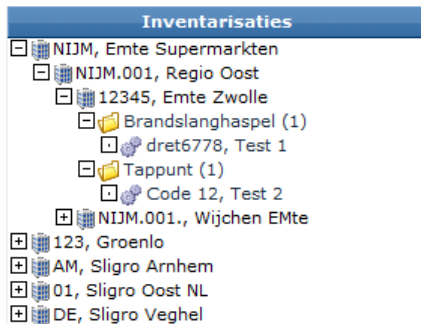 Inventarisaties
NIJM, Emte Supermarkten
NIJM.001, Regio Oost
12345, Emte Zwolle
Brandslanghaspel (1)
dret6778, Test 1
Tappunt (1)
Code 12, Test 2
NIJM.001., Wijchen EMte
123, Groenlo
AM, Sligro Arnhem
01, Sligro Oost NL
DE, Sligro Veghel